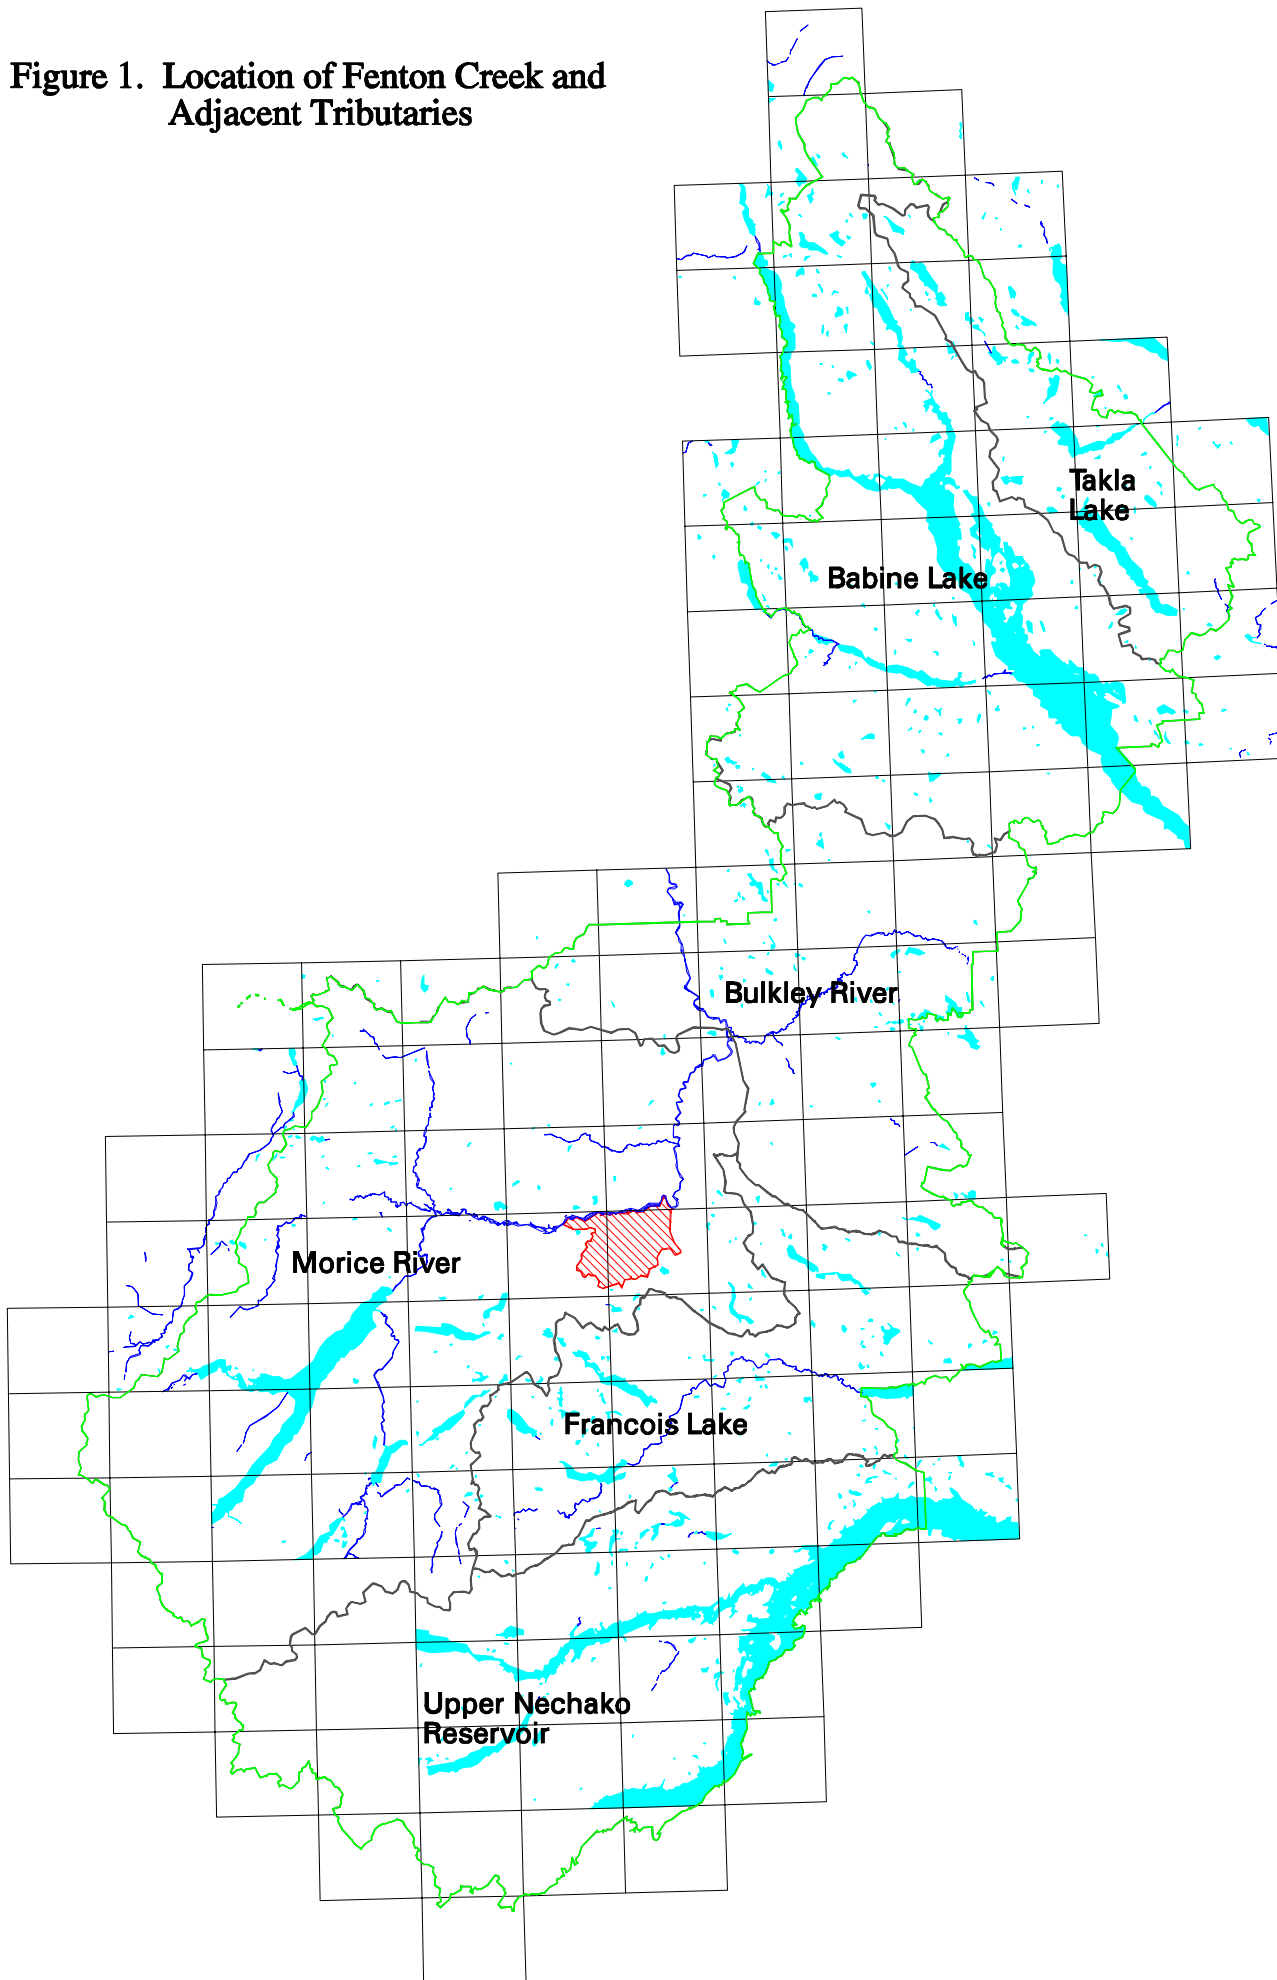 Figure 1. Location of Fenton Creek and
Adjacent Tributaries
Takla
Lake
Babine Lake
Bulkley River
Morice River
Francois Lake
Upper Nechako
Reservoir